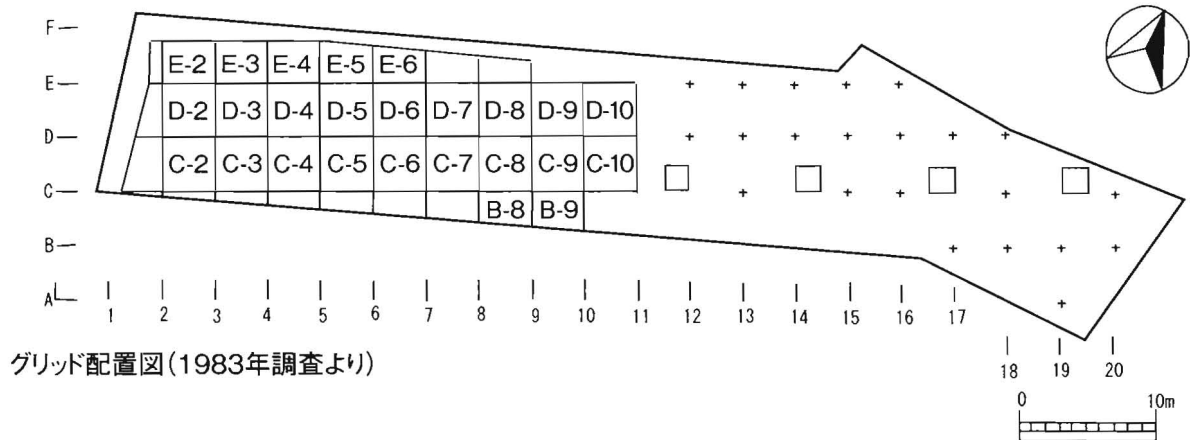 F
E-2 E-3 E-4 E-5 E-6
E
D-2 D-3 D-4 D-5 D-6 D-7 D-8 D-9 D-10
D
C-2 C-3 C-4 C-5 C-6 C-7 C-8 C-9 C-10
C
B-8 B-9
B
A
1 2 3 4 5 6 7 8 9 10 11 12 13 14 15 16 17
18 19 20
グリッド配置図(1983年調査より)
0 10m